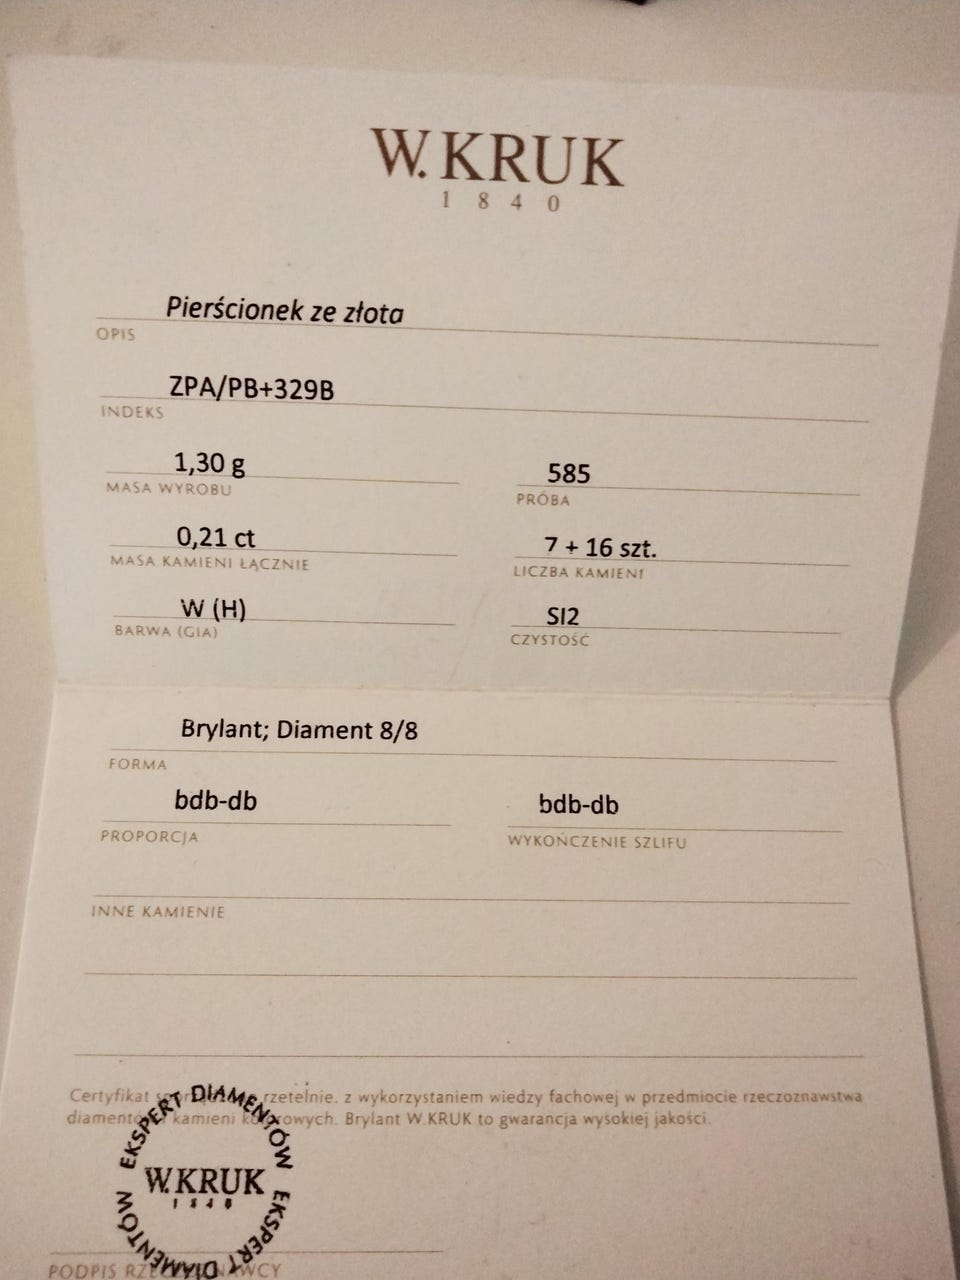 W.KRUK
1840
Pierścionek ze złota
OPIS
ZPA/PB+329B
INDEKS
1,30 g 585
MASA WYROBU PRÓBA
0,21 ct 7 + 16 szt.
MASA KAMIENI ŁĄCZNIE LICZBA KAMIENI
W (H) SI2
BARWA (GIA) CZYSTOŚĆ
Brylant; Diament 8/8
FORMA
bdb-db bdb-db
PROPORCJA WYKOŃCZENIE SZLIFU
INNE KAMIENIE
Certyfikat rzetelnie. z wykorzystaniem wiedzy fachowej w przedmiocie rzeczoznawstwa
diamentów kamieni kolorowych. Brylant W.KRUK to gwarancja wysokiej jakości.
EKSPERT DIAMENTÓW EKSPERT DIAMENTÓW
W.KRUK
1840
PODPIS RZECZOZNAWCY